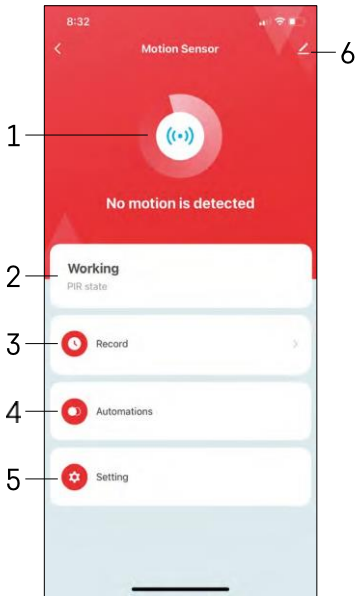 8:32
Motion Sensor
6
1
No motion is detected
2
Working
PIR state
3
Record
4
Automations
5
Setting